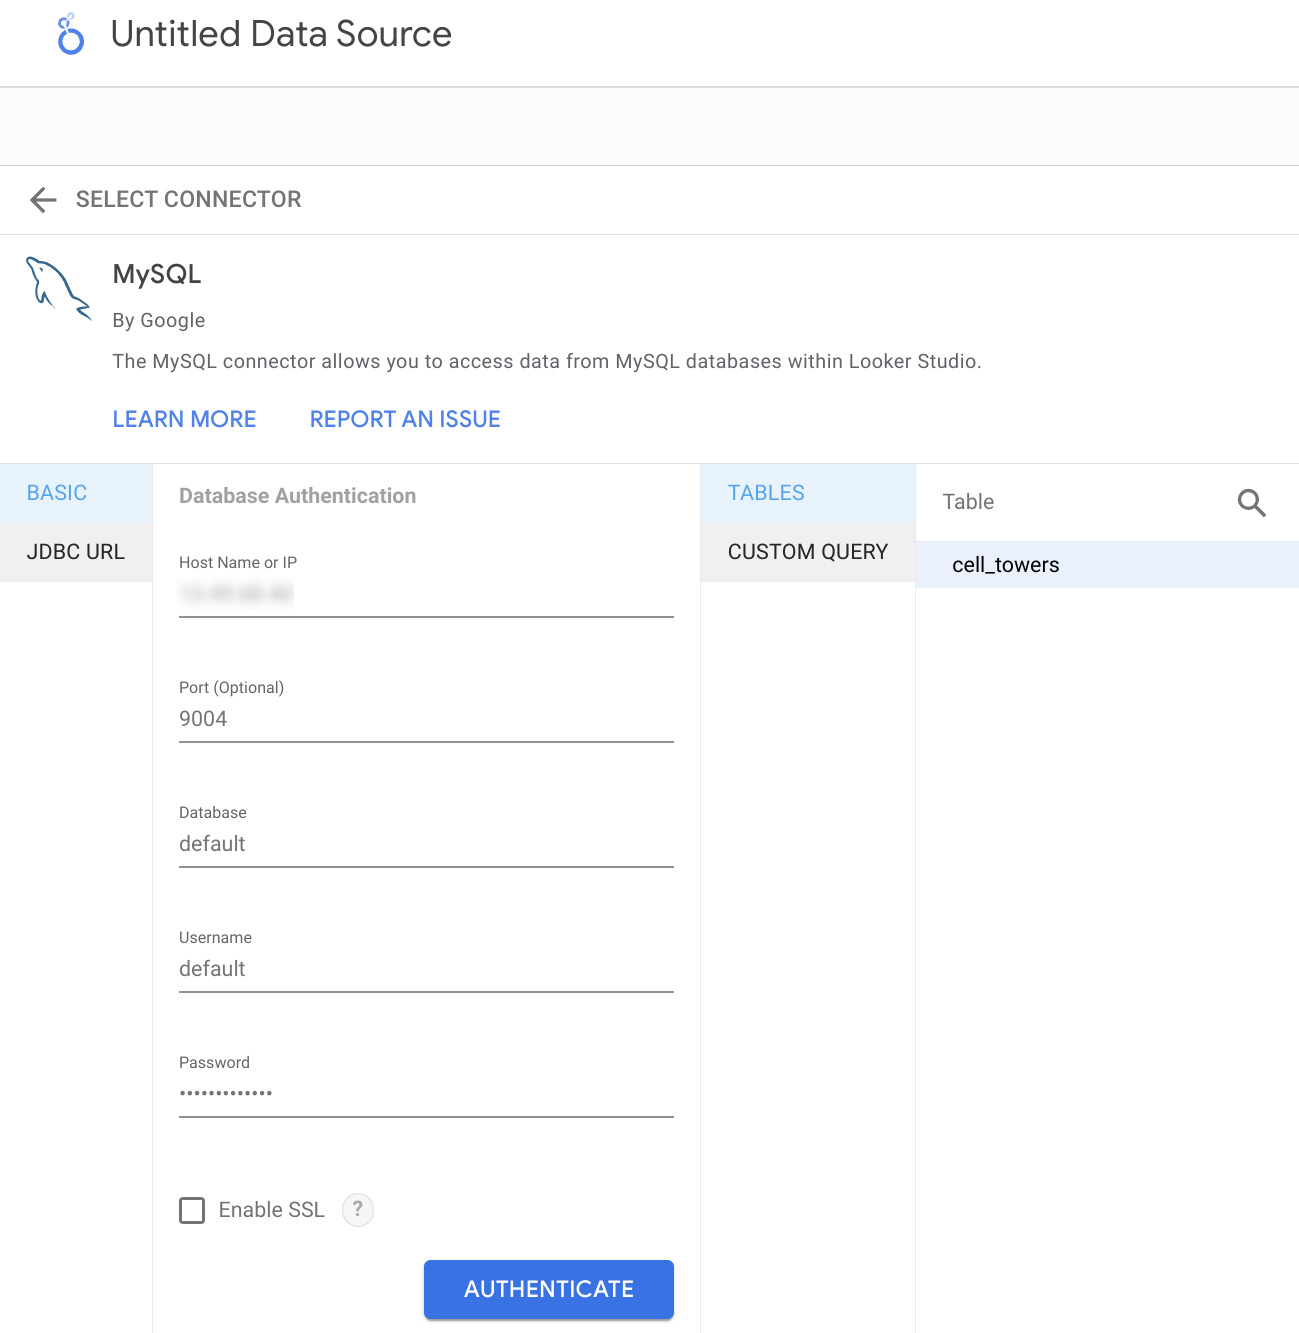 Untitled Data Source
SELECT CONNECTOR
MySQL
By Google
The MySQL connector allows you to access data from MySQL databases within Looker Studio.
LEARN MORE REPORT AN ISSUE
BASIC
JDBC URL
Database Authentication
Host Name or IP
Port (Optional)
9004
Database
default
Username
default
Password
•••••••••••••
Enable SSL ?
AUTHENTICATE
TABLES
CUSTOM QUERY
Table
cell_towers